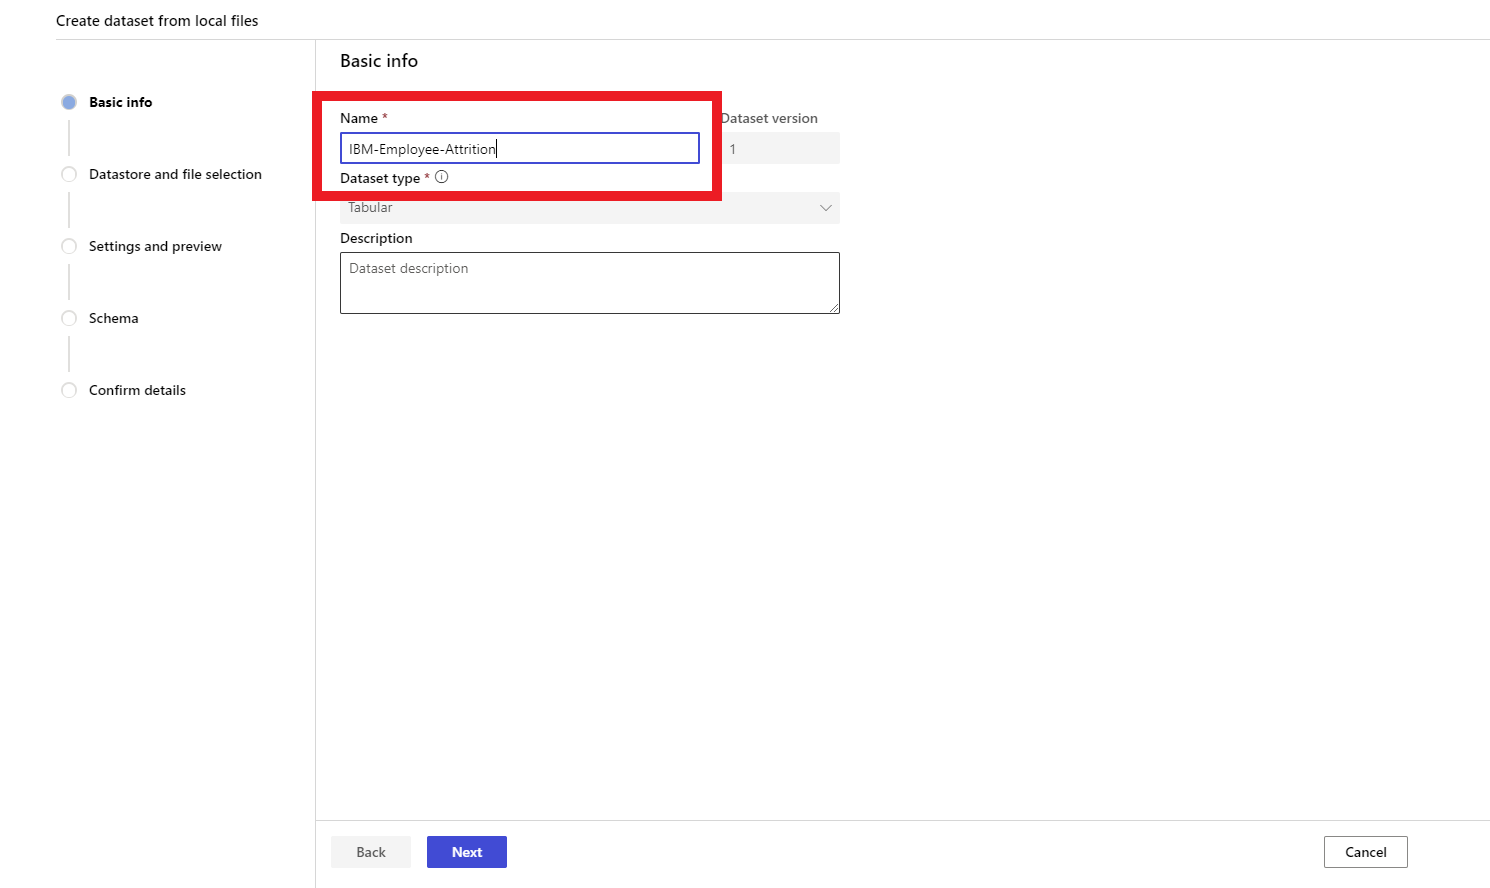 Create dataset from local files
Basic info
Datastore and file selection
Settings and preview
Schema
Confirm details
Basic info
Name *
Dataset version
IBM-Employee-Attrition
1
Dataset type *
Tabular
Description
Dataset description
Back
Next
Cancel